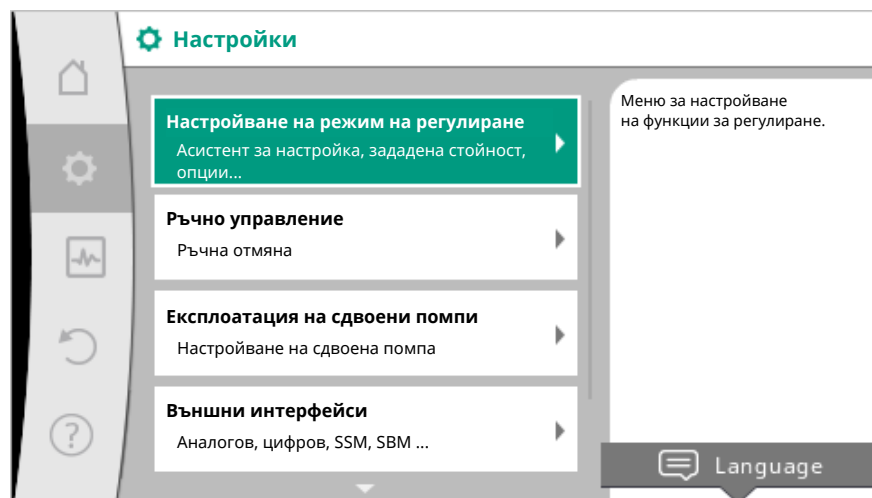 Настройки
Настройване на режим на регулиране
Асистент за настройка, зададена стойност,
опции...
Ръчно управление
Ръчна отмяна
Експлоатация на сдвоени помпи
Настройване на сдвоена помпа
Външни интерфейси
Аналогов, цифров, SSM, SBM ...
Меню за настройване
на функции за регулиране.
Language